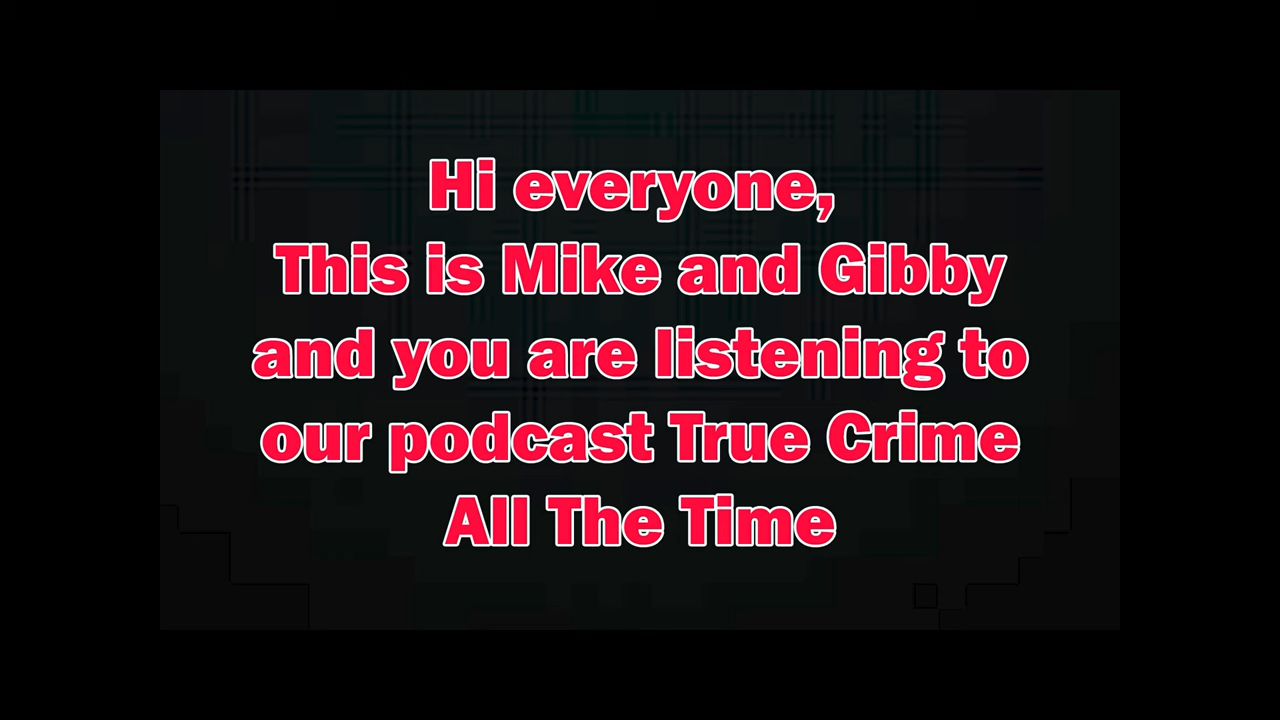 Hi everyone,
This is Mike and Gibby
and you are listening to
our podcast True Crime
All The Time